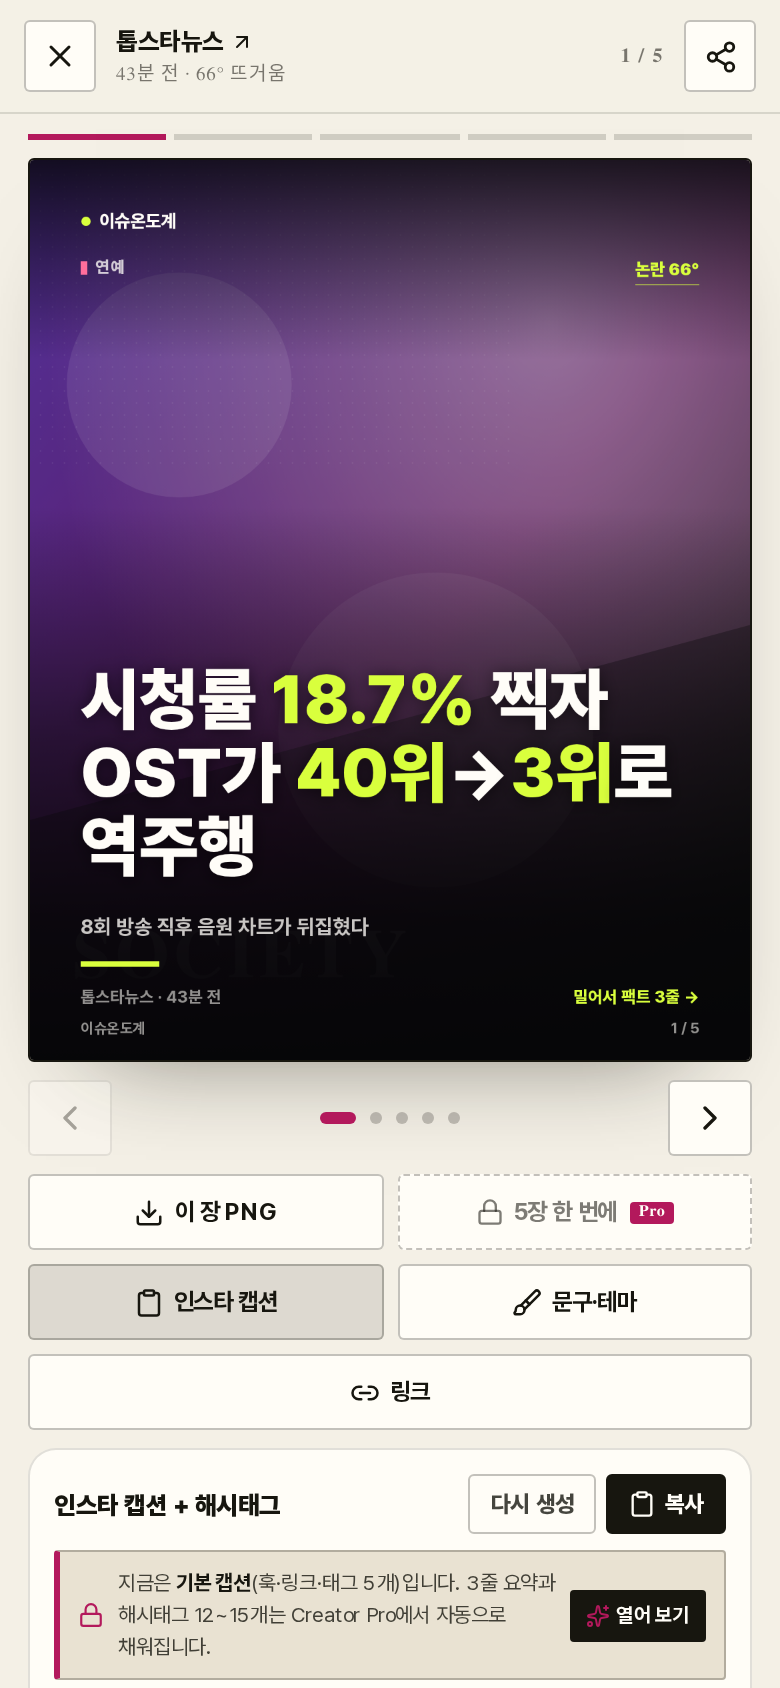 톱스타뉴스
43분 전 · 66° 뜨거움
1 / 5
이슈온도계
연예
논란 66°
시청률 18.7% 찍자
OST가 40위→3위로
역주행
8회 방송 직후 음원 차트가 뒤집혔다
SOCIETY
톱스타뉴스 · 43분 전
밀어서 팩트 3줄 →
이슈온도계
1 / 5
이 장 PNG
5장 한 번에 Pro
인스타 캡션
문구·테마
링크
인스타 캡션 + 해시태그
다시 생성
복사
지금은 기본 캡션(훅·링크·태그 5개)입니다. 3줄 요약과
해시태그 12~15개는 Creator Pro에서 자동으로
채워집니다.
열어 보기